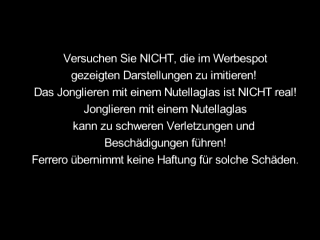 Versuchen Sie NICHT, die im Werbespot
gezeigten Darstellungen zu imitieren!
Das Jonglieren mit einem Nutellaglas ist NICHT real!
Jonglieren mit einem Nutellaglas
kann zu schweren Verletzungen und
Beschädigungen führen!
Ferrero übernimmt keine Haftung für solche Schäden.